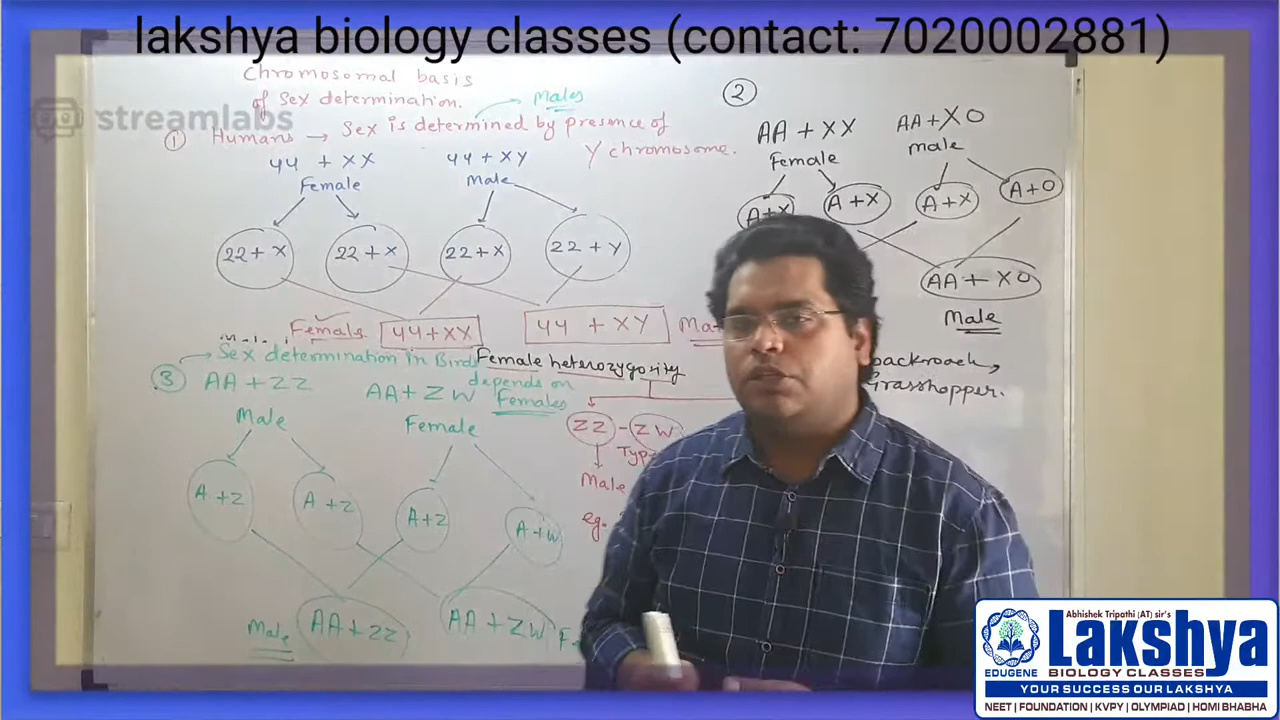 lakshya biology classes (contact: 7020002881)
streamlabs
Chromosomal basis
of Sex determination.
Males
① Humans → Sex is determined by presence of
Y chromosome.
44 + XX
Female
44 + XY
Male
22 + X
22 + X
22 + X
22 + Y
Females
44 + XX
44 + XY
②
AA + XX
Female
AA + XO
male
A + X
A + X
A + X
A + O
AA + XO
Male
Grasshopper.
Sex determination in Birds
depends on
Females
③ AA + ZZ
Male
AA + ZW
Female
A + Z
A + Z
A + Z
A + W
Male
AA + ZZ
AA + ZW
Female heterozygosity
ZZ - ZW
Male
eg.
Abhishek Tripathi (AT) sir's
Lakshya
EDUGENE
BIOLOGY CLASSES
YOUR SUCCESS OUR LAKSHYA
NEET | FOUNDATION | KVPY | OLYMPIAD | HOMI BHABHA